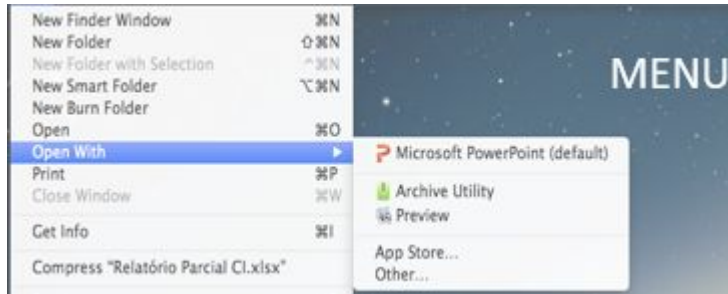 New Finder Window ⌘N
New Folder ⇧⌘N
New Folder with Selection ^⌘N
New Smart Folder ⌥⌘N
New Burn Folder
Open ⌘O
Open With ▶
Print ⌘P
Close Window ⌘W
Get Info ⌘I
Compress "Relatório Parcial CI.xlsx"
Microsoft PowerPoint (default)
Archive Utility
Preview
App Store...
Other...
MENU